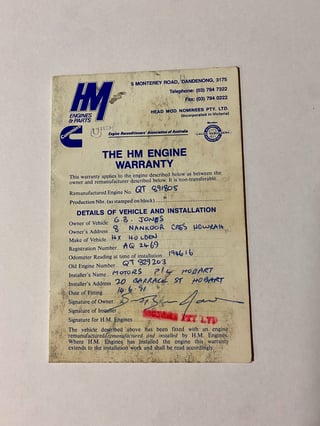 5 MONTEREY ROAD, DANDENONG, 3175
Telephone: (03) 794 7322
Fax: (03) 794 0222
HEAD MOD NOMINEES PTY. LTD.
(Incorporated in Victoria)
HM
ENGINES
& PARTS
Engine Reconditioners' Association of Australia
THE HM ENGINE
WARRANTY
This warranty applies to the engine described below as between the
owner and remanufacturer described below. It is non-transferable.
Remanufactured Engine No. QT 891805
Production Nbr. (as stamped on block)
DETAILS OF VEHICLE AND INSTALLATION
Owner of Vehicle G.B. JONES
Owner's Address 8 NANKOOR CRES HOWRAH
Make of Vehicle HX HOLDEN
Registration Number AQ 2469
Odometer Reading at time of installation 194616
Old Engine Number QT 829203
Installer's Name MOTORS P/L HOBART
Installer's Address 20 BARRACK ST HOBART
Date of Fitting 14.6.91
Signature of Owner
Signature of Installer
Signature for H.M. Engines PTY LTD
The vehicle described above has been fitted with an engine
remanufactured/remanufactured and installed by H.M. Engines.
Where H.M. Engines has installed the engine this warranty
extends to the installation work and shall be read accordingly.